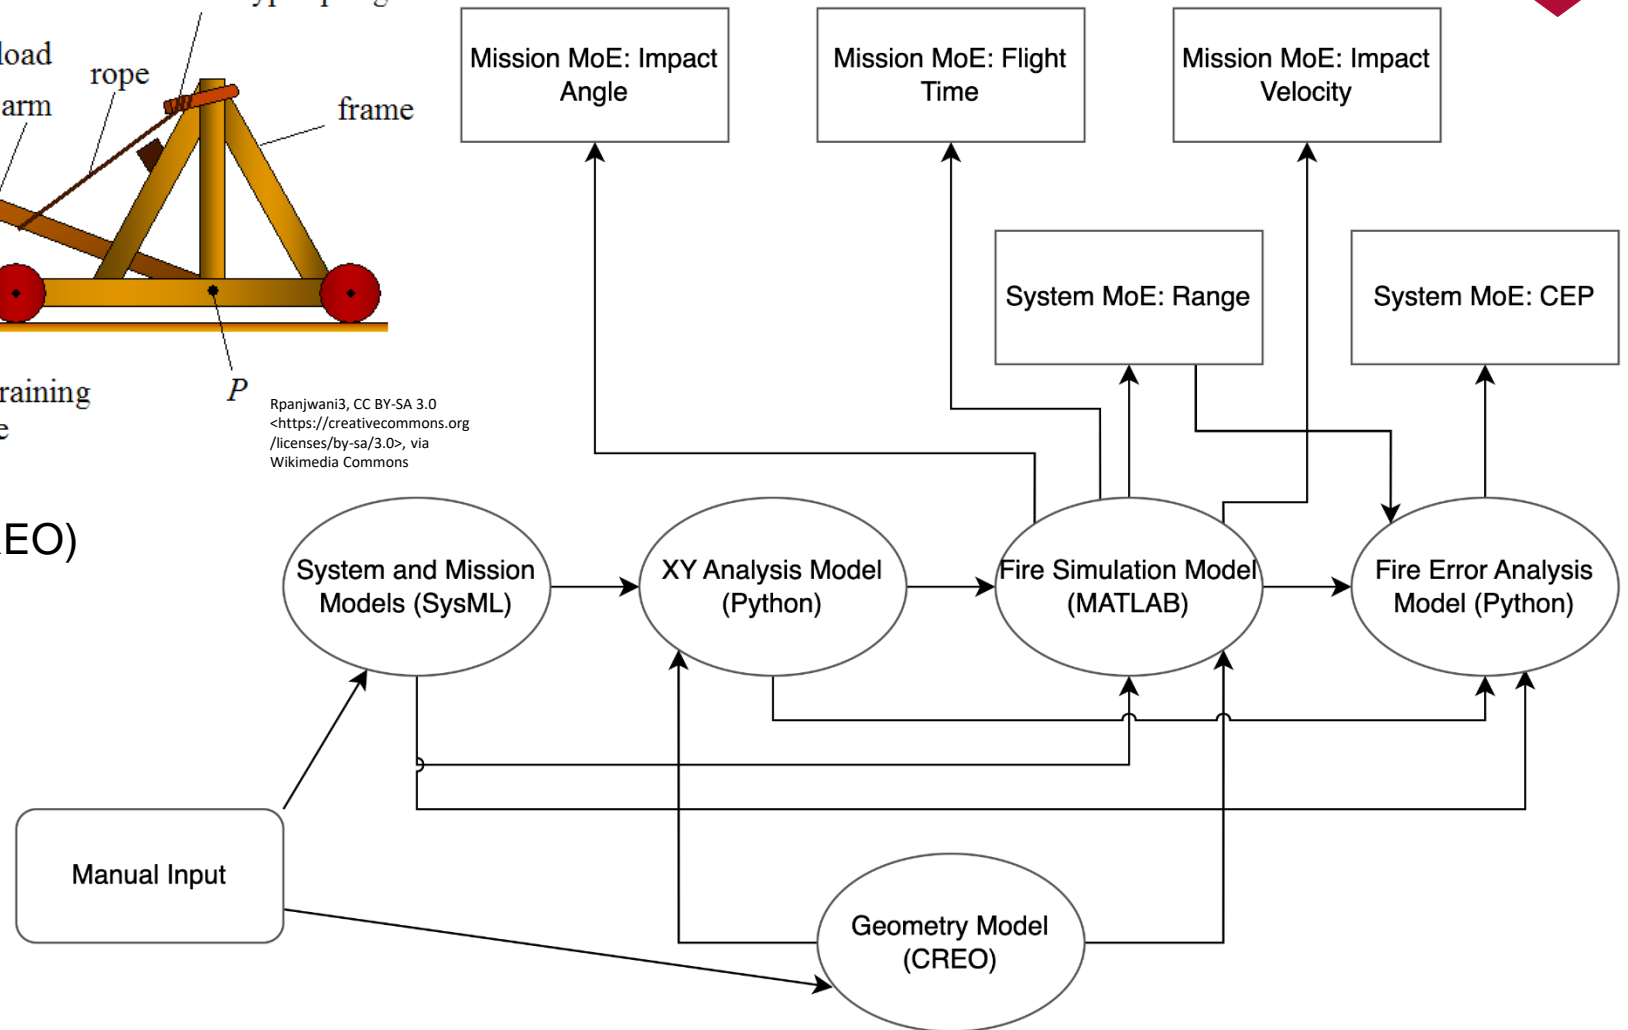 load
rope
arm
frame
P
Rpanjwani3, CC BY-SA 3.0
<https://creativecommons.org
/licenses/by-sa/3.0>, via
Wikimedia Commons
Mission MoE: Impact
Angle
Mission MoE: Flight
Time
Mission MoE: Impact
Velocity
System MoE: Range
System MoE: CEP
System and Mission
Models (SysML)
XY Analysis Model
(Python)
Fire Simulation Model
(MATLAB)
Fire Error Analysis
Model (Python)
Manual Input
Geometry Model
(CREO)